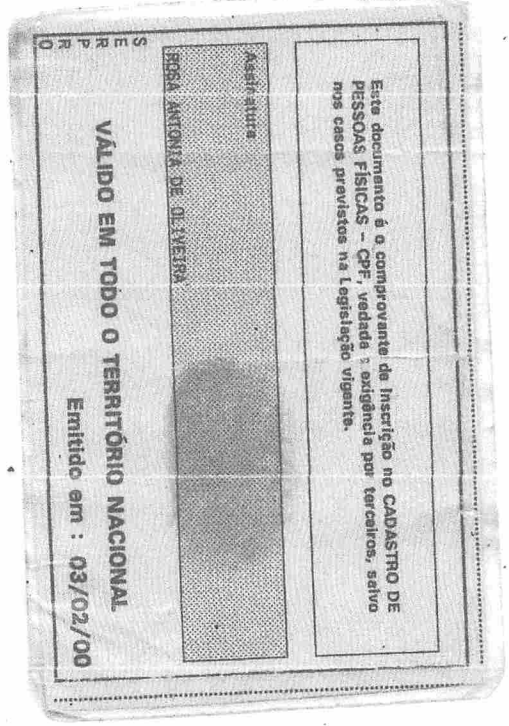 Este documento é o comprovante de Inscrição no CADASTRO DE
PESSOAS FÍSICAS - CPF, vedada a exigência por terceiros, salvo
nos casos previstos na Legislação vigente.
Assinatura
ROSA ANTONIA DE OLIVEIRA
SERPRO
VÁLIDO EM TODO O TERRITÓRIO NACIONAL
Emitido em : 03/02/00